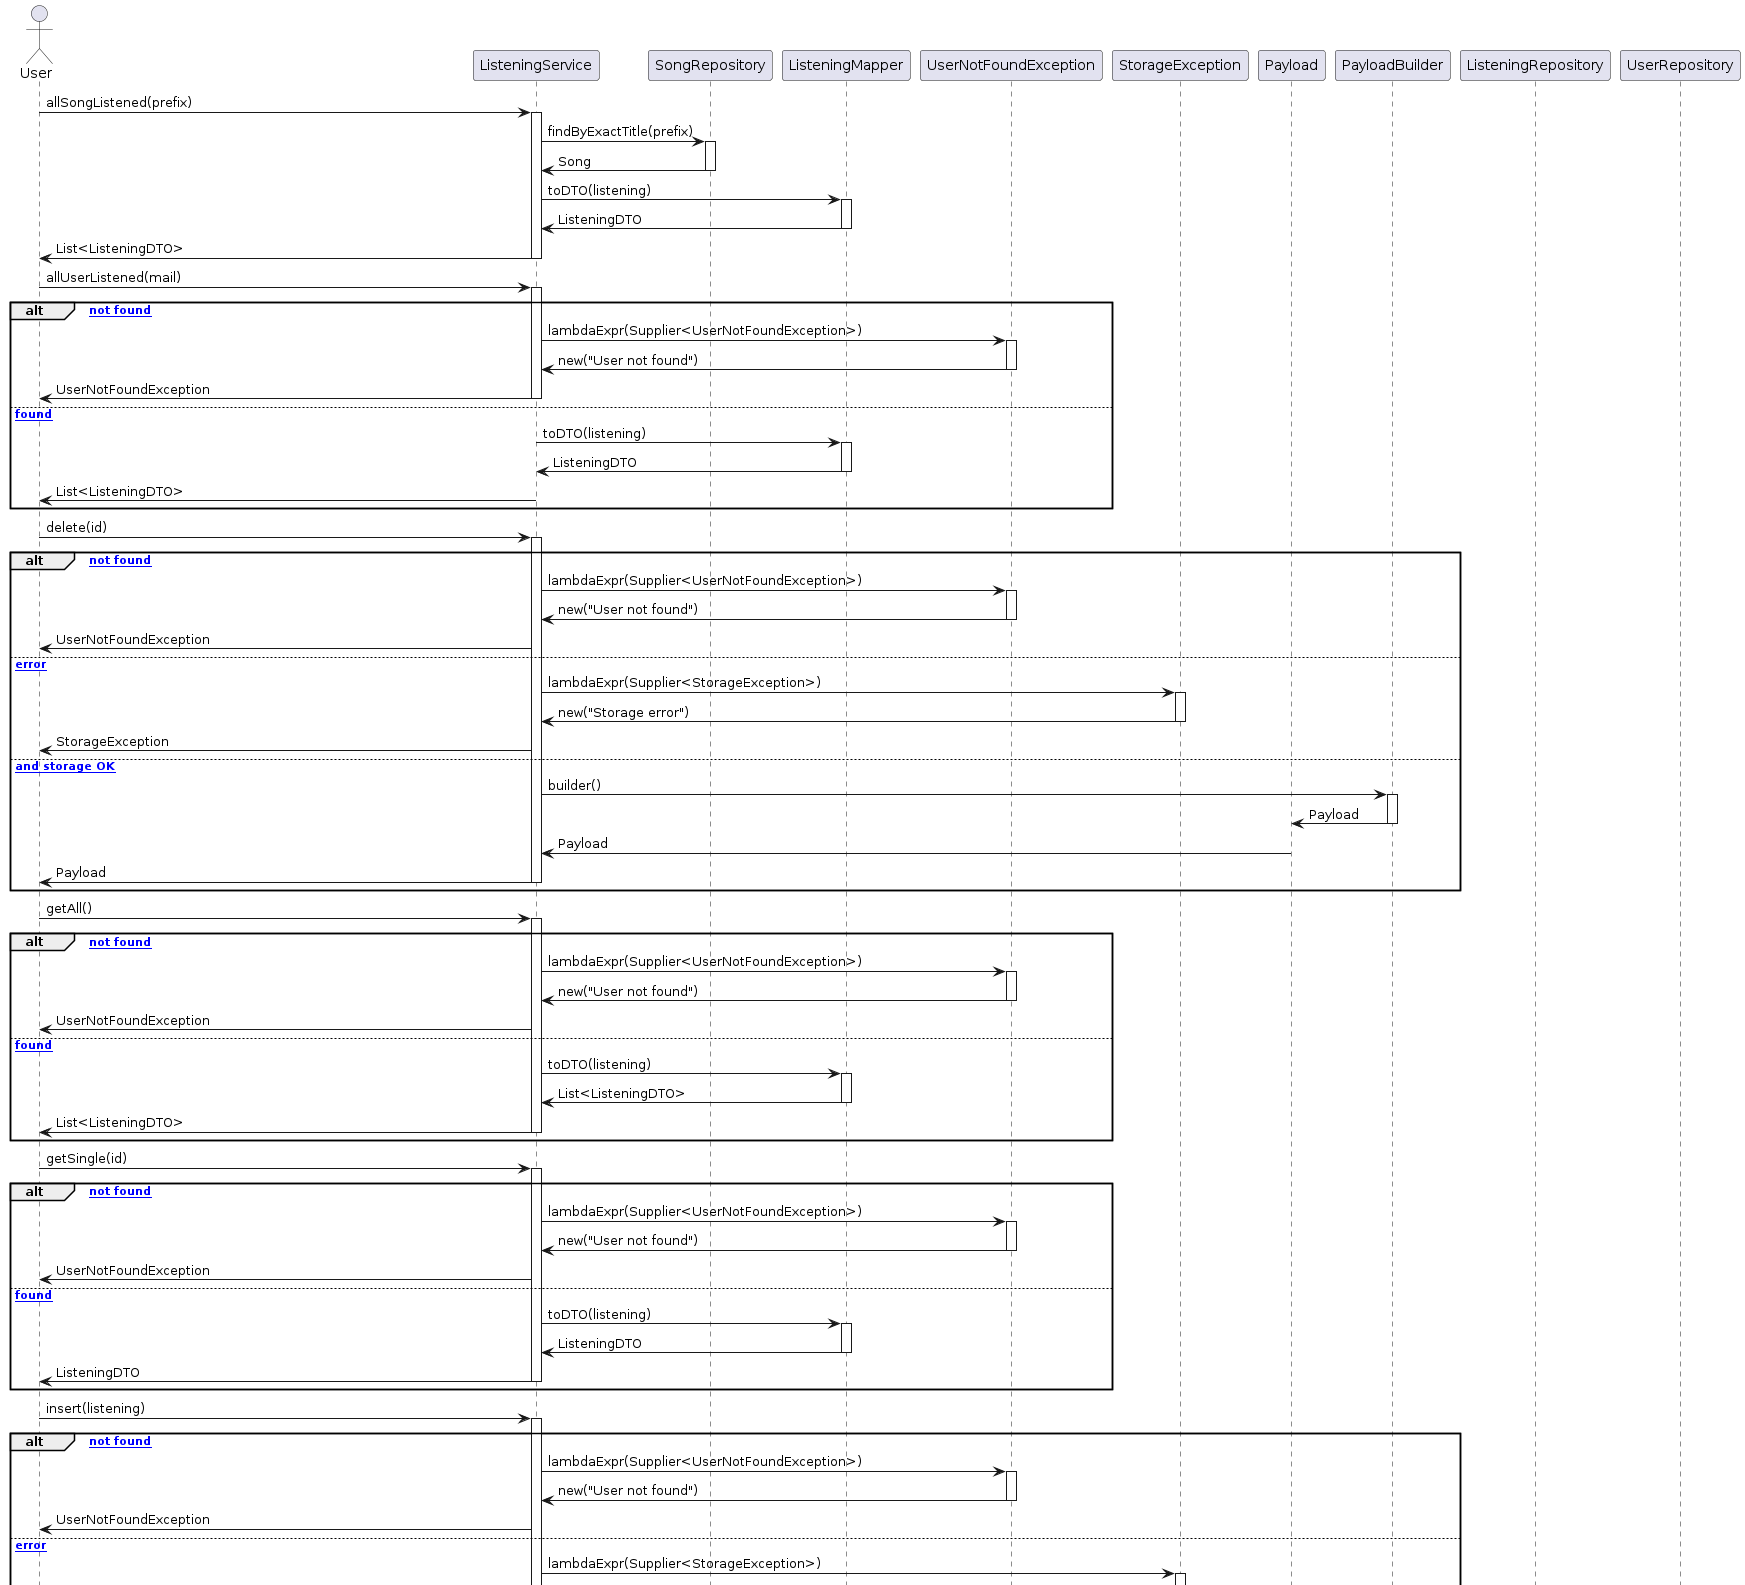 User
ListeningService
SongRepository
ListeningMapper
UserNotFoundException
StorageException
Payload
PayloadBuilder
ListeningRepository
UserRepository
allSongListened(prefix)
findByExactTitle(prefix)
Song
toDTO(listening)
ListeningDTO
List<ListeningDTO>
allUserListened(mail)
alt not found
lambdaExpr(Supplier<UserNotFoundException>)
new("User not found")
UserNotFoundException
found
toDTO(listening)
ListeningDTO
List<ListeningDTO>
delete(id)
alt not found
lambdaExpr(Supplier<UserNotFoundException>)
new("User not found")
UserNotFoundException
error
lambdaExpr(Supplier<StorageException>)
new("Storage error")
StorageException
and storage OK
builder()
Payload
Payload
Payload
getAll()
alt not found
lambdaExpr(Supplier<UserNotFoundException>)
new("User not found")
UserNotFoundException
found
toDTO(listening)
List<ListeningDTO>
List<ListeningDTO>
getSingle(id)
alt not found
lambdaExpr(Supplier<UserNotFoundException>)
new("User not found")
UserNotFoundException
found
toDTO(listening)
ListeningDTO
ListeningDTO
insert(listening)
alt not found
lambdaExpr(Supplier<UserNotFoundException>)
new("User not found")
UserNotFoundException
error
lambdaExpr(Supplier<StorageException>)